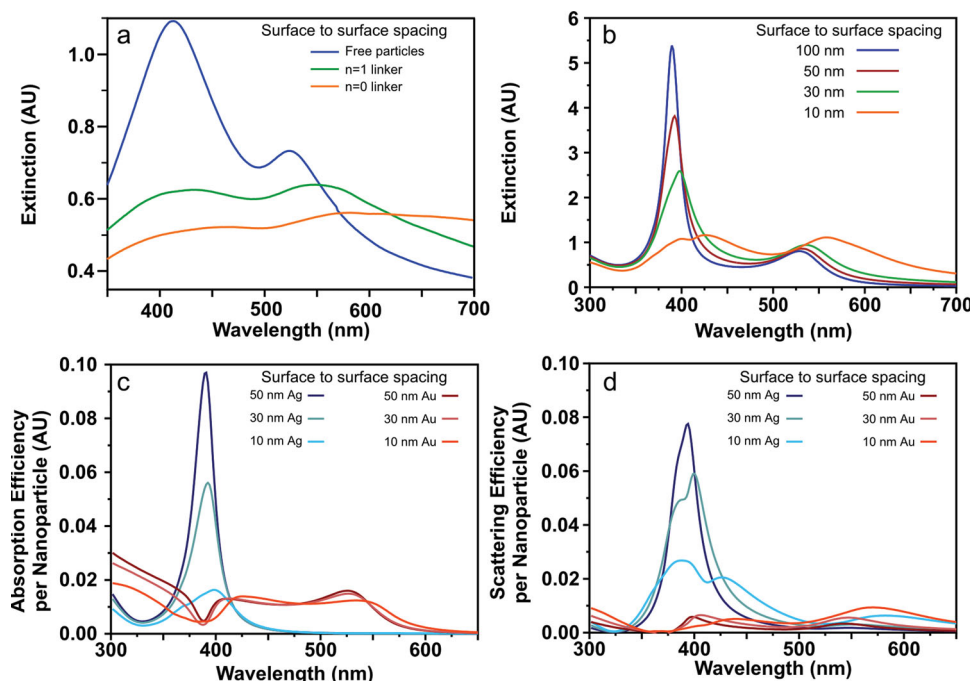 a
Surface to surface spacing
Free particles
n=1 linker
n=0 linker
Extinction (AU)
1.0
0.8
0.6
0.4
400 500 600 700
Wavelength (nm)
b
Surface to surface spacing
100 nm
50 nm
30 nm
10 nm
Extinction (AU)
6
5
4
3
2
1
0
300 400 500 600 700
Wavelength (nm)
c
Surface to surface spacing
50 nm Ag 50 nm Au
30 nm Ag 30 nm Au
10 nm Ag 10 nm Au
Absorption Efficiency
per Nanoparticle (AU)
0.10
0.08
0.06
0.04
0.02
0.00
300 400 500 600
Wavelength (nm)
d
Surface to surface spacing
50 nm Ag 50 nm Au
30 nm Ag 30 nm Au
10 nm Ag 10 nm Au
Scattering Efficiency
per Nanoparticle (AU)
0.10
0.08
0.06
0.04
0.02
0.00
300 400 500 600
Wavelength (nm)